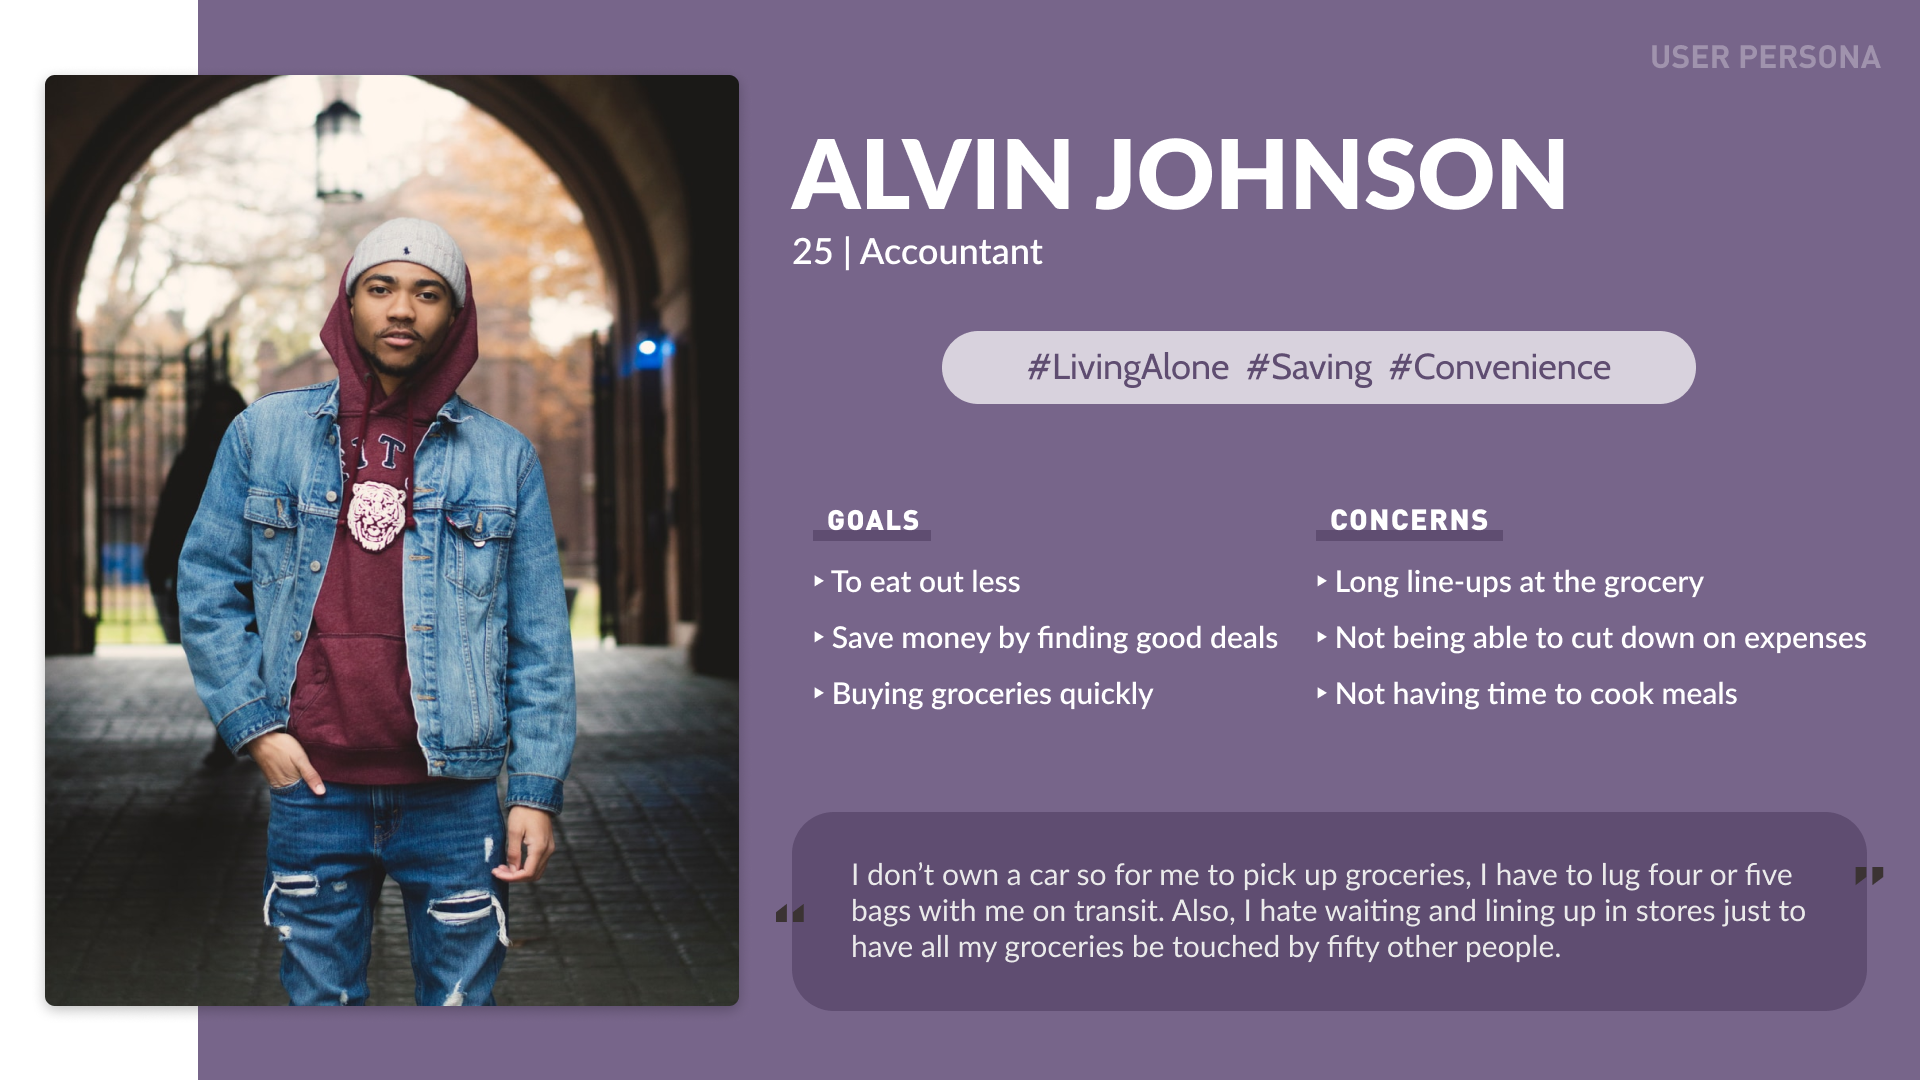 USER PERSONA
ALVIN JOHNSON
25 | Accountant
#LivingAlone #Saving #Convenience
GOALS
‣ To eat out less
‣ Save money by finding good deals
‣ Buying groceries quickly
CONCERNS
‣ Long line-ups at the grocery
‣ Not being able to cut down on expenses
‣ Not having time to cook meals
“
I don’t own a car so for me to pick up groceries, I have to lug four or five
bags with me on transit. Also, I hate waiting and lining up in stores just to
have all my groceries be touched by fifty other people.
”